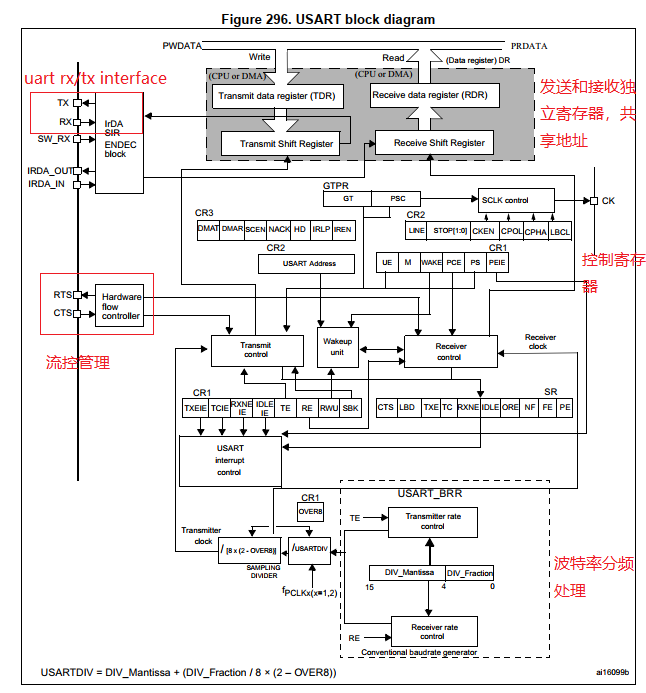 Figure 296. USART block diagram
PWDATA
PRDATA
Write
Read
(Data register) DR
(CPU or DMA)
(CPU or DMA)
uart rx/tx interface
Transmit data register (TDR)
Receive data register (RDR)
发送和接收独
立寄存器，共
享地址
TX
RX
SW_RX
IRDA_OUT
IRDA_IN
IrDA
SIR
ENDEC
block
Transmit Shift Register
Receive Shift Register
GTPR
GT
PSC
SCLK control
CK
CR3
DMAT DMAR SCEN NACK HD IRLP IREN
CR2
LINE STOP[1:0] CKEN CPOL CPHA LBCL
CR2
USART Address
CR1
UE M WAKE PCE PS PEIE
控制寄存
器
RTS
CTS
Hardware
flow
controller
流控管理
Transmit
control
Wakeup
unit
Receiver
control
Receiver
clock
CR1
TXEIE TCIE RXNE IE IDLE IE TE RE RWU SBK
SR
CTS LBD TXE TC RXNE IDLE ORE NF FE PE
USART
interrupt
control
CR1
OVER8
USART_BRR
Transmitter
clock
/ [8 x (2 - OVER8)]
SAMPLING
DIVIDER
/USARTDIV
fPCLKx(x=1,2)
TE
Transmitter rate
control
DIV_Mantissa DIV_Fraction
15 4 0
波特率分频
处理
RE
Receiver rate
control
Conventional baudrate generator
USARTDIV = DIV_Mantissa + (DIV_Fraction / 8 × (2 – OVER8))
ai16099b